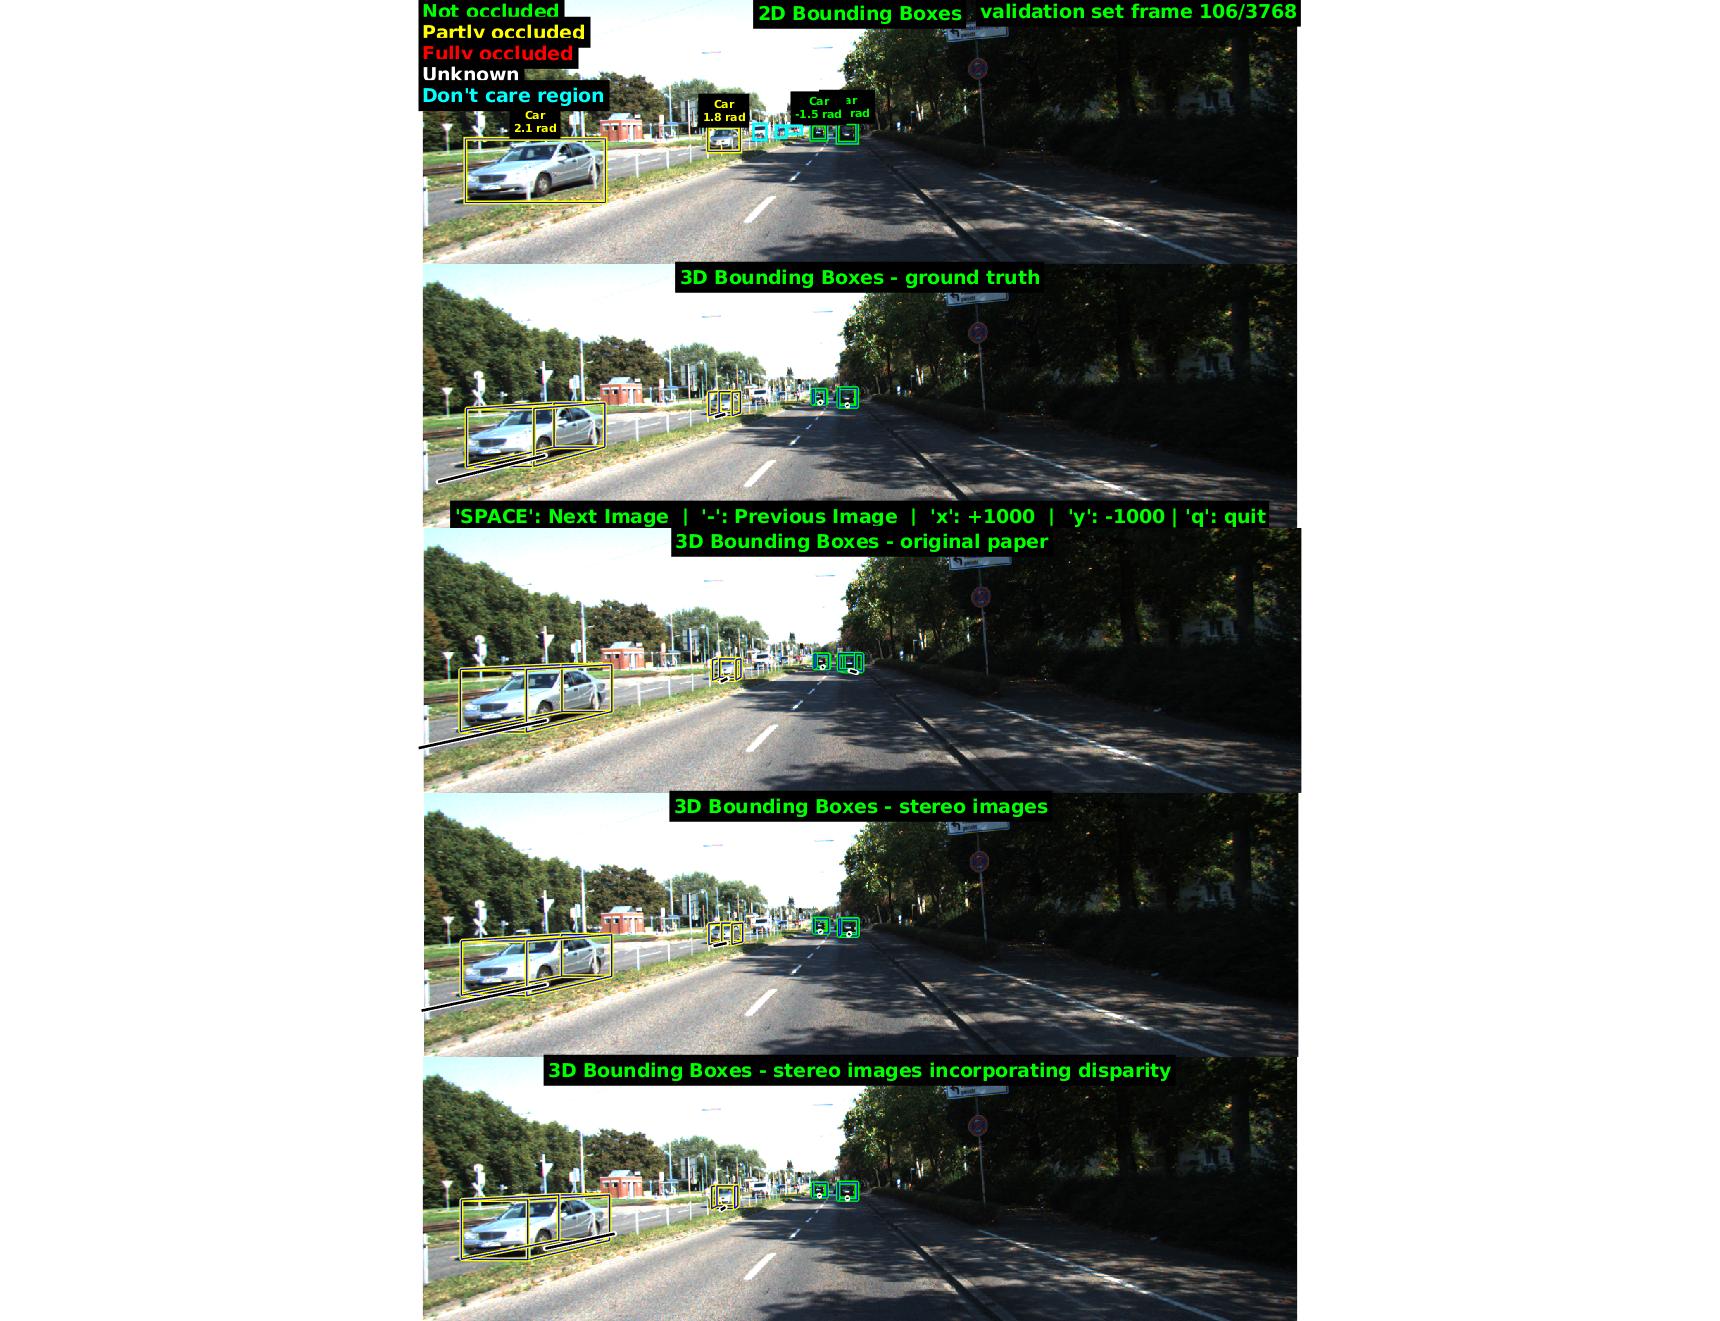 Not occluded
2D Bounding Boxes
validation set frame 106/3768
Partly occluded
Fully occluded
Unknown
Don't care region
Car
2.1 rad
Car
1.8 rad
Car
-1.5 rad
rad
3D Bounding Boxes - ground truth
'SPACE': Next Image | '-': Previous Image | 'x': +1000 | 'y': -1000 | 'q': quit
3D Bounding Boxes - original paper
3D Bounding Boxes - stereo images
3D Bounding Boxes - stereo images incorporating disparity